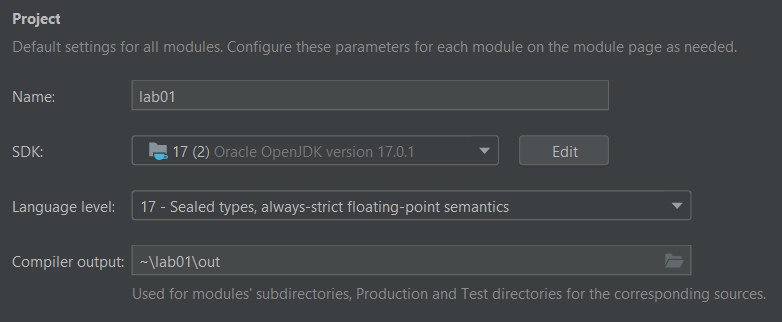 Project
Default settings for all modules. Configure these parameters for each module on the module page as needed.
Name: lab01
SDK: 17 (2) Oracle OpenJDK version 17.0.1 Edit
Language level: 17 - Sealed types, always-strict floating-point semantics
Compiler output: ~\lab01\out
Used for modules' subdirectories, Production and Test directories for the corresponding sources.